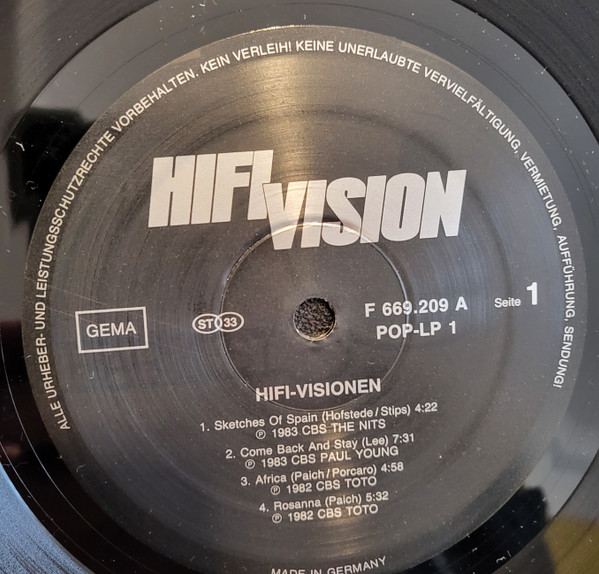 ALLE URHEBER- UND LEISTUNGSSCHUTZRECHTE VORBEHALTEN. KEIN VERLEIH! KEINE UNERLAUBTE VERVIELFÄLTIGUNG, VERMIETUNG, AUFFÜHRUNG, SENDUNG!
HIFI VISION
GEMA
ST 33
F 669.209 A
POP-LP 1
Seite 1
HIFI-VISIONEN
1. Sketches Of Spain (Hofstede/Stips) 4:22
℗ 1983 CBS THE NITS
2. Come Back And Stay (Lee) 7:31
℗ 1983 CBS PAUL YOUNG
3. Africa (Paich/Porcaro) 4:58
℗ 1982 CBS TOTO
4. Rosanna (Paich) 5:32
℗ 1982 CBS TOTO
MADE IN GERMANY